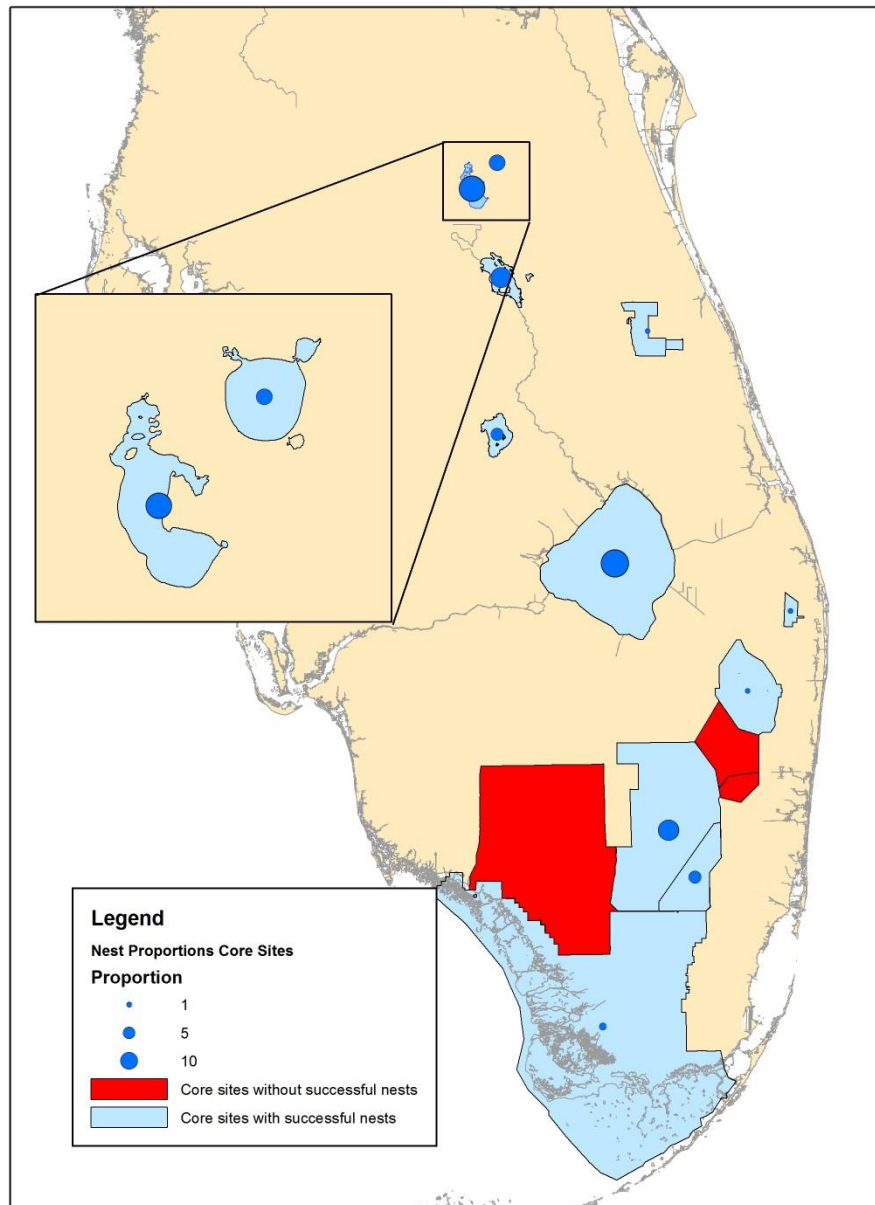 Legend
Nest Proportions Core Sites
Proportion
1
5
10
Core sites without successful nests
Core sites with successful nests